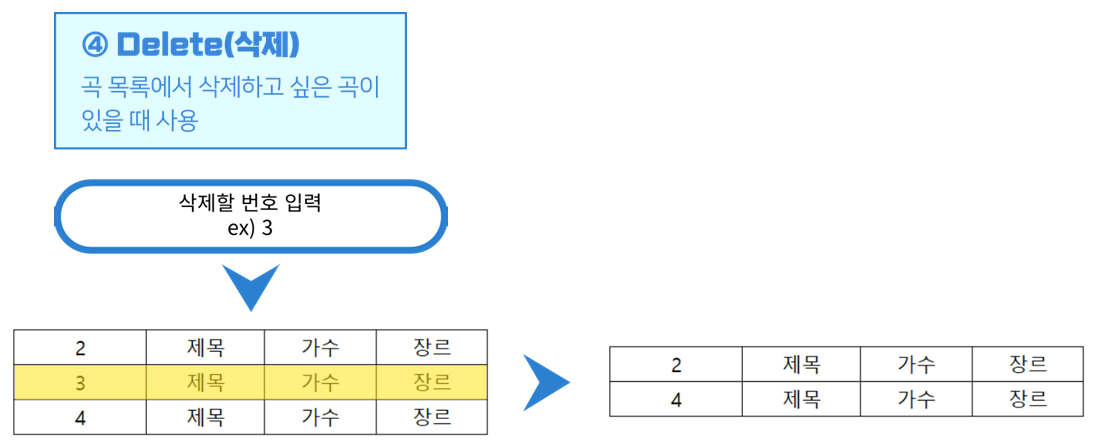 ④ Delete(삭제)
곡 목록에서 삭제하고 싶은 곡이
있을 때 사용
삭제할 번호 입력
ex) 3
2 제목 가수 장르
3 제목 가수 장르
4 제목 가수 장르
2 제목 가수 장르
4 제목 가수 장르